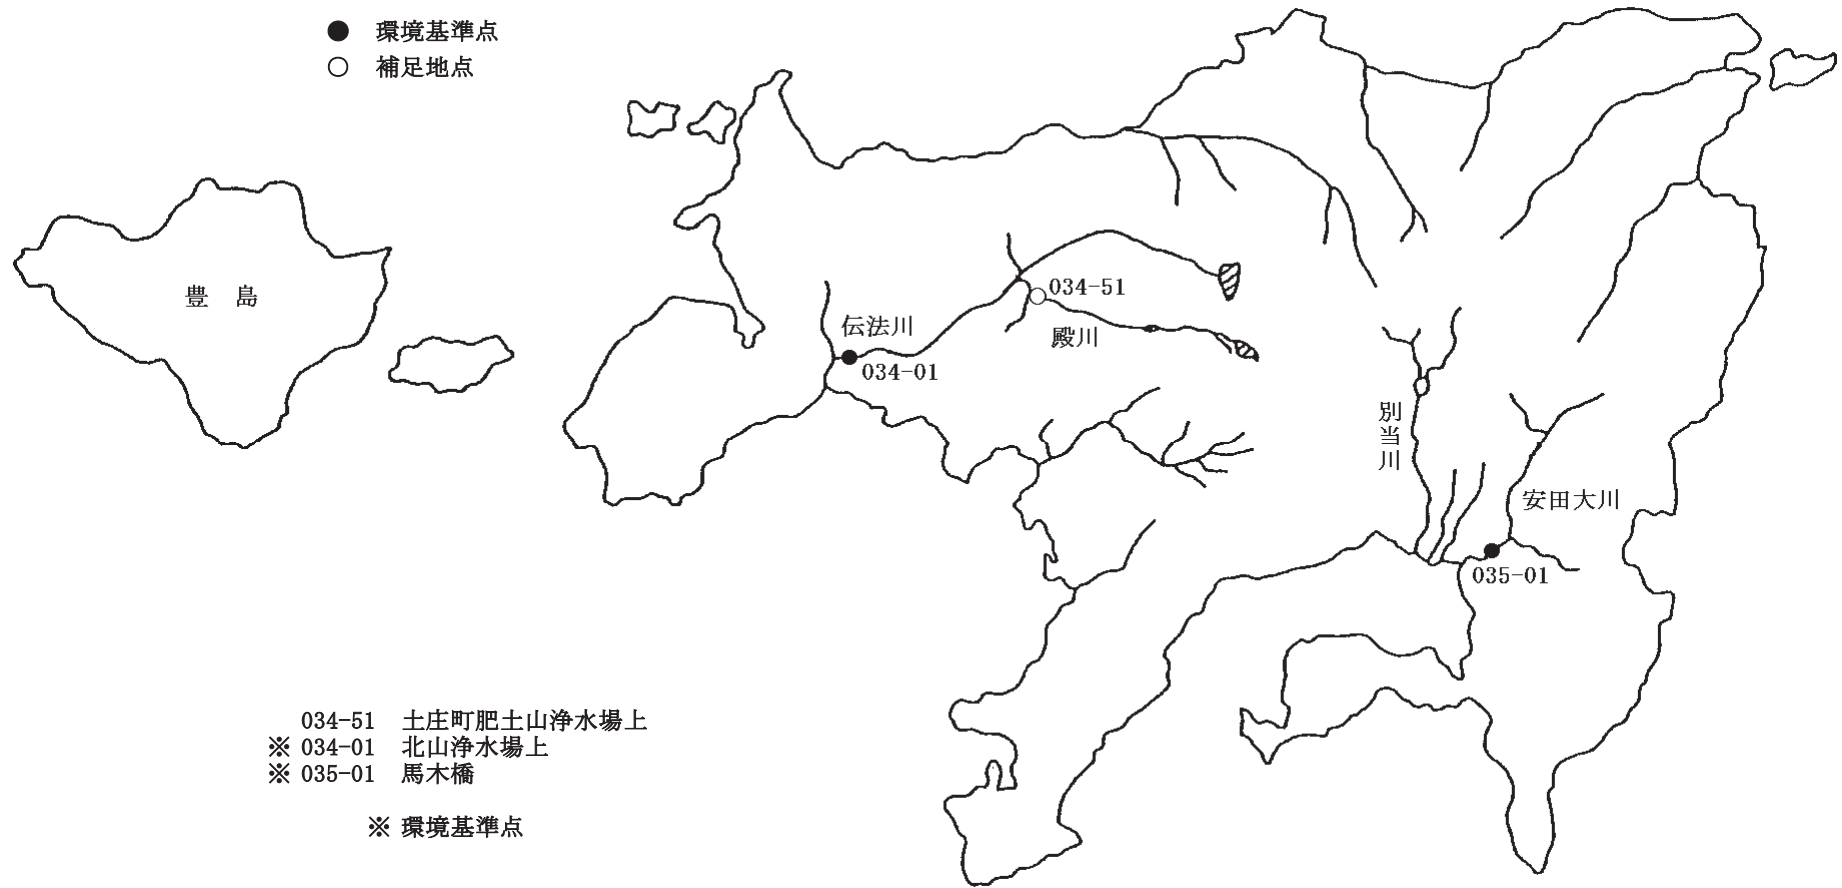 ● 環境基準点
○ 補足地点
豊島
034-51
伝法川
殿川
034-01
別当川
安田大川
035-01
034-51 土庄町肥土山浄水場上
※ 034-01 北山浄水場上
※ 035-01 馬木橋
※ 環境基準点